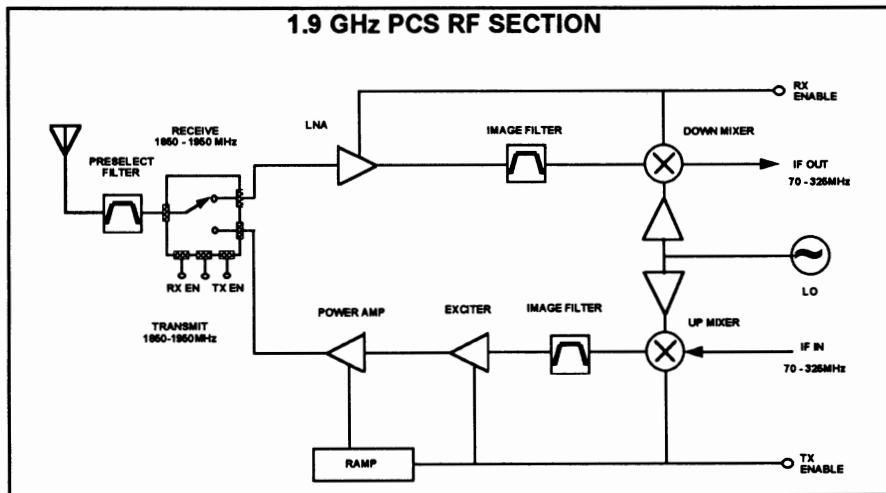 1.9 GHz PCS RF SECTION
RX
ENABLE
LNA
RECEIVE
1850 - 1950 MHz
IMAGE FILTER
DOWN MIXER
PRESELECT
FILTER
IF OUT
70 - 325MHz
RX EN
TX EN
LO
TRANSMIT
1850-1950MHz
POWER AMP
EXCITER
IMAGE FILTER
UP MIXER
IF IN
70 - 325MHz
RAMP
TX
ENABLE